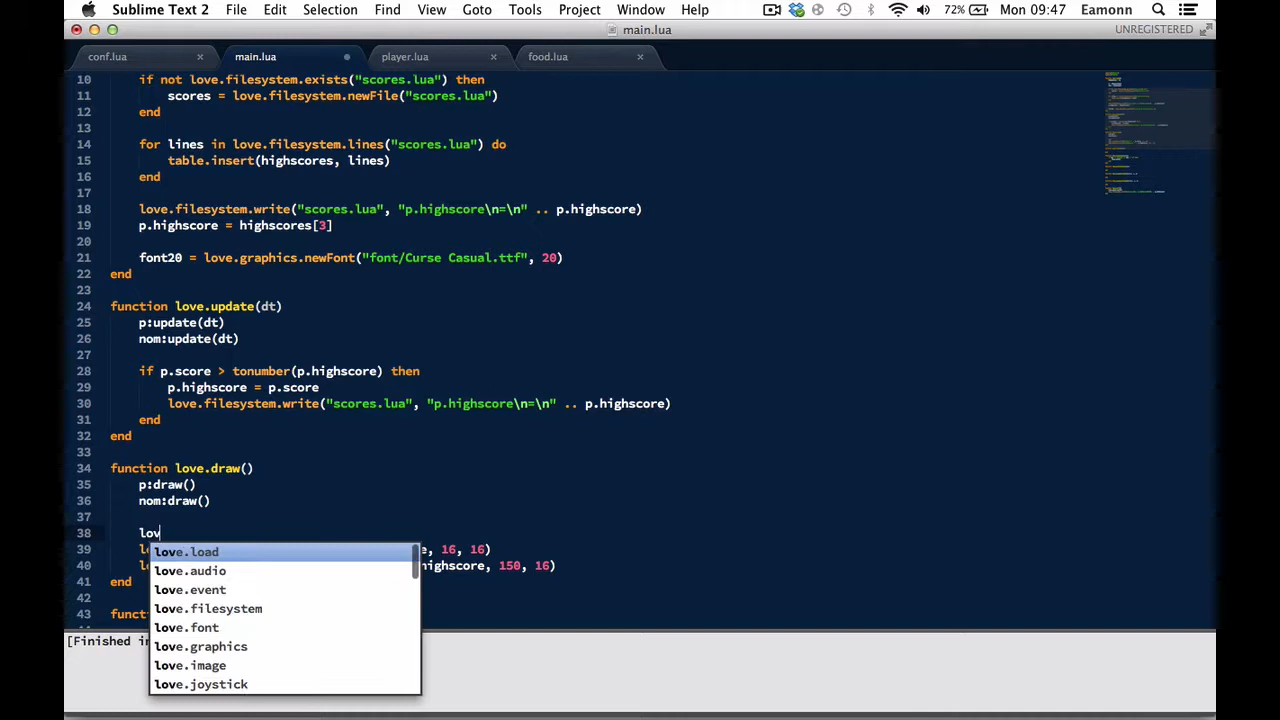 Sublime Text 2 File Edit Selection Find View Goto Tools Project Window Help 72% Mon 09:47 Eamonn
main.lua UNREGISTERED
conf.lua × main.lua player.lua × food.lua ×
10 if not love.filesystem.exists("scores.lua") then
11 scores = love.filesystem.newFile("scores.lua")
12 end
13
14 for lines in love.filesystem.lines("scores.lua") do
15 table.insert(highscores, lines)
16 end
17
18 love.filesystem.write("scores.lua", "p.highscore\n=\n" .. p.highscore)
19 p.highscore = highscores[3]
20
21 font20 = love.graphics.newFont("font/Curse Casual.ttf", 20)
22 end
23
24 function love.update(dt)
25 p:update(dt)
26 nom:update(dt)
27
28 if p.score > tonumber(p.highscore) then
29 p.highscore = p.score
30 love.filesystem.write("scores.lua", "p.highscore\n=\n" .. p.highscore)
31 end
32 end
33
34 function love.draw()
35 p:draw()
36 nom:draw()
37
38 lov
39 , 16, 16)
40 highscore, 150, 16)
41 end
42
43 func
love.load
love.audio
love.event
love.filesystem
love.font
love.graphics
love.image
love.joystick
[Finished in